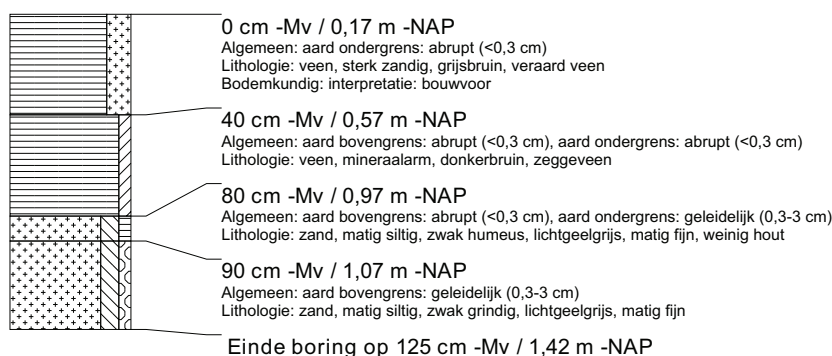 0 cm -Mv / 0,17 m -NAP
Algemeen: aard ondergrens: abrupt (<0,3 cm)
Lithologie: veen, sterk zandig, grijsbruin, veraard veen
Bodemkundig: interpretatie: bouwvoor
40 cm -Mv / 0,57 m -NAP
Algemeen: aard bovengrens: abrupt (<0,3 cm), aard ondergrens: abrupt (<0,3 cm)
Lithologie: veen, mineraalarm, donkerbruin, zeggeveen
80 cm -Mv / 0,97 m -NAP
Algemeen: aard bovengrens: abrupt (<0,3 cm), aard ondergrens: geleidelijk (0,3-3 cm)
Lithologie: zand, matig siltig, zwak humeus, lichtgeelgrijs, matig fijn, weinig hout
90 cm -Mv / 1,07 m -NAP
Algemeen: aard bovengrens: geleidelijk (0,3-3 cm)
Lithologie: zand, matig siltig, zwak grindig, lichtgeelgrijs, matig fijn
Einde boring op 125 cm -Mv / 1,42 m -NAP